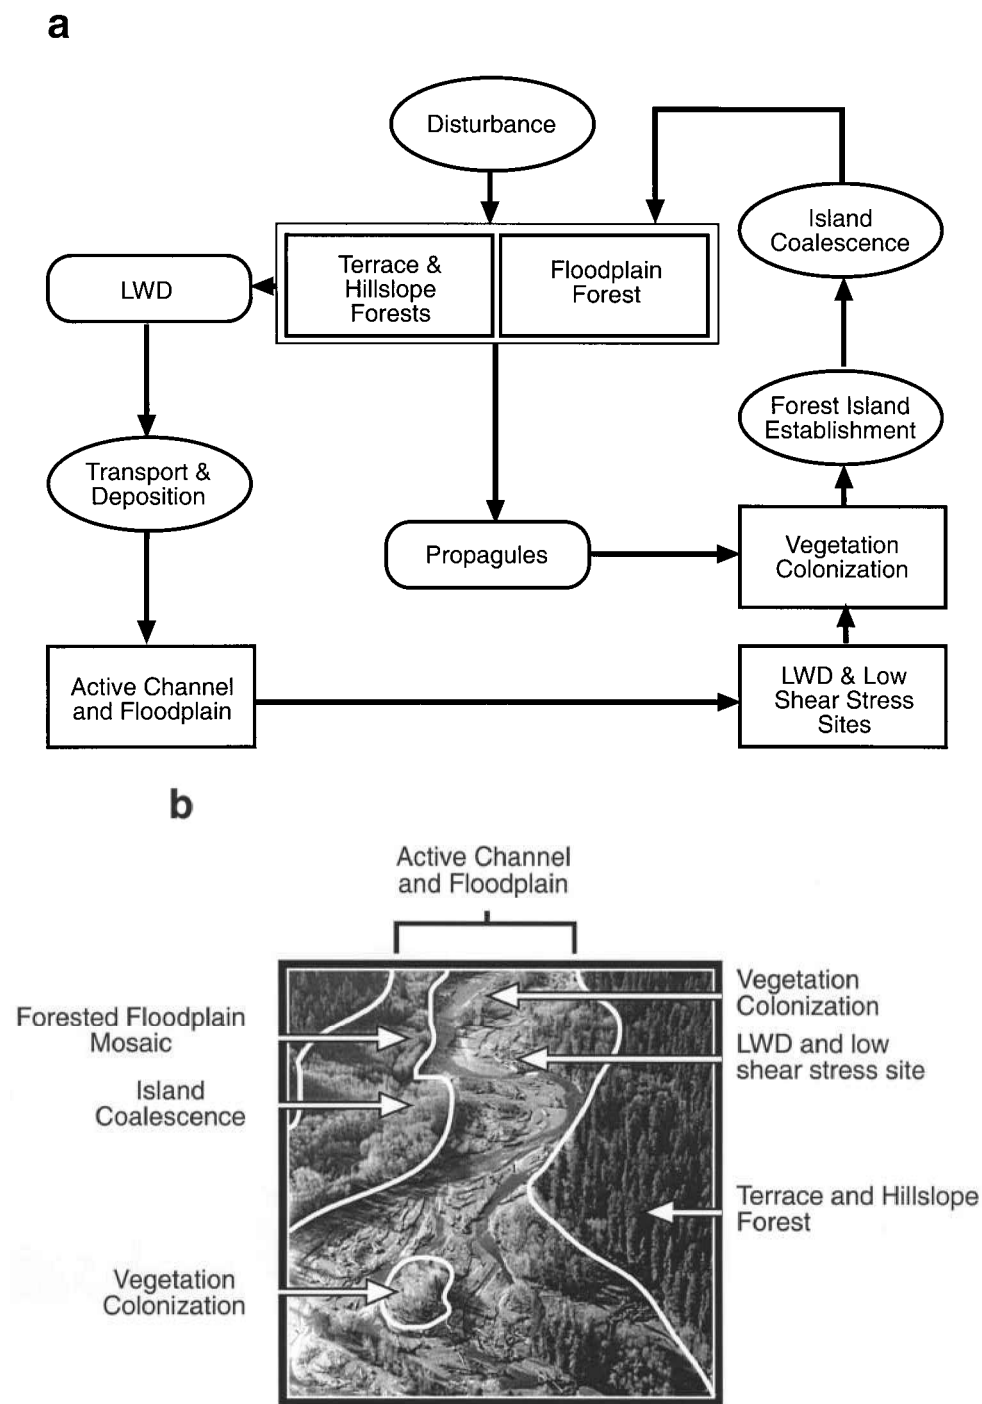 a
Disturbance
Island
Coalescence
Terrace &
Hillslope
Forests
Floodplain
Forest
LWD
Forest Island
Establishment
Transport &
Deposition
Propagules
Vegetation
Colonization
Active Channel
and Floodplain
LWD & Low
Shear Stress
Sites
b
Active Channel
and Floodplain
Forested Floodplain
Mosaic
Island
Coalescence
Vegetation
Colonization
Vegetation
Colonization
LWD and low
shear stress site
Terrace and Hillslope
Forest